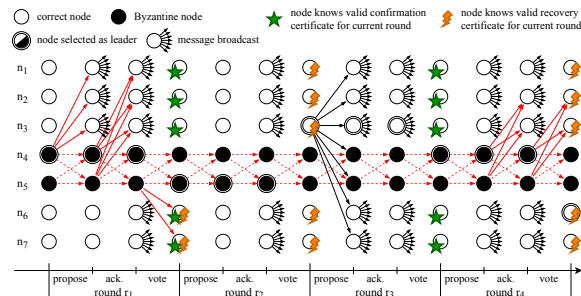 correct node
Byzantine node
node knows valid confirmation
certificate for current round
node knows valid recovery
certificate for current round
node selected as leader
message broadcast
n1
n2
n3
n4
n5
n6
n7
propose ack. vote propose ack. vote propose ack. vote propose ack. vote
round r1 round r2 round r3 round r4